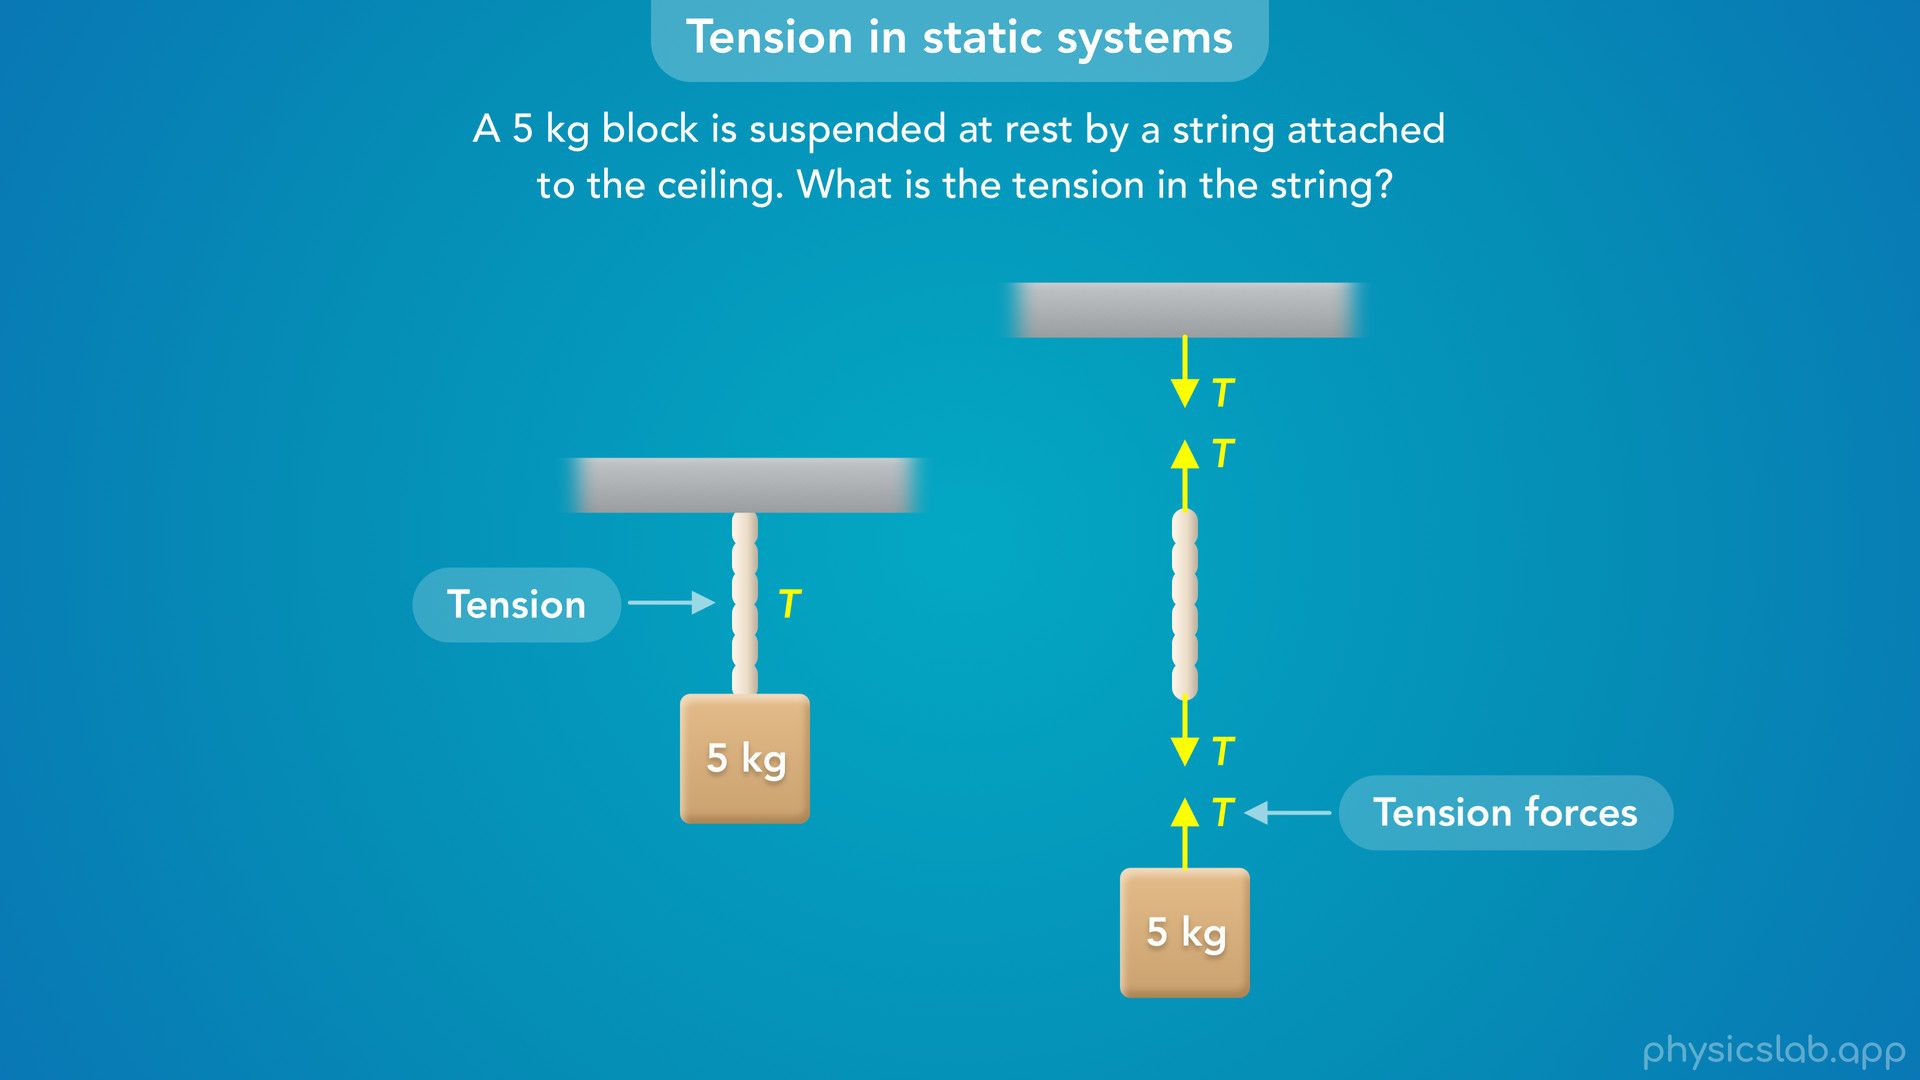 Tension in static systems
A 5 kg block is suspended at rest by a string attached
to the ceiling. What is the tension in the string?
Tension
T
5 kg
T
T
T
T
Tension forces
5 kg
physicslab.app